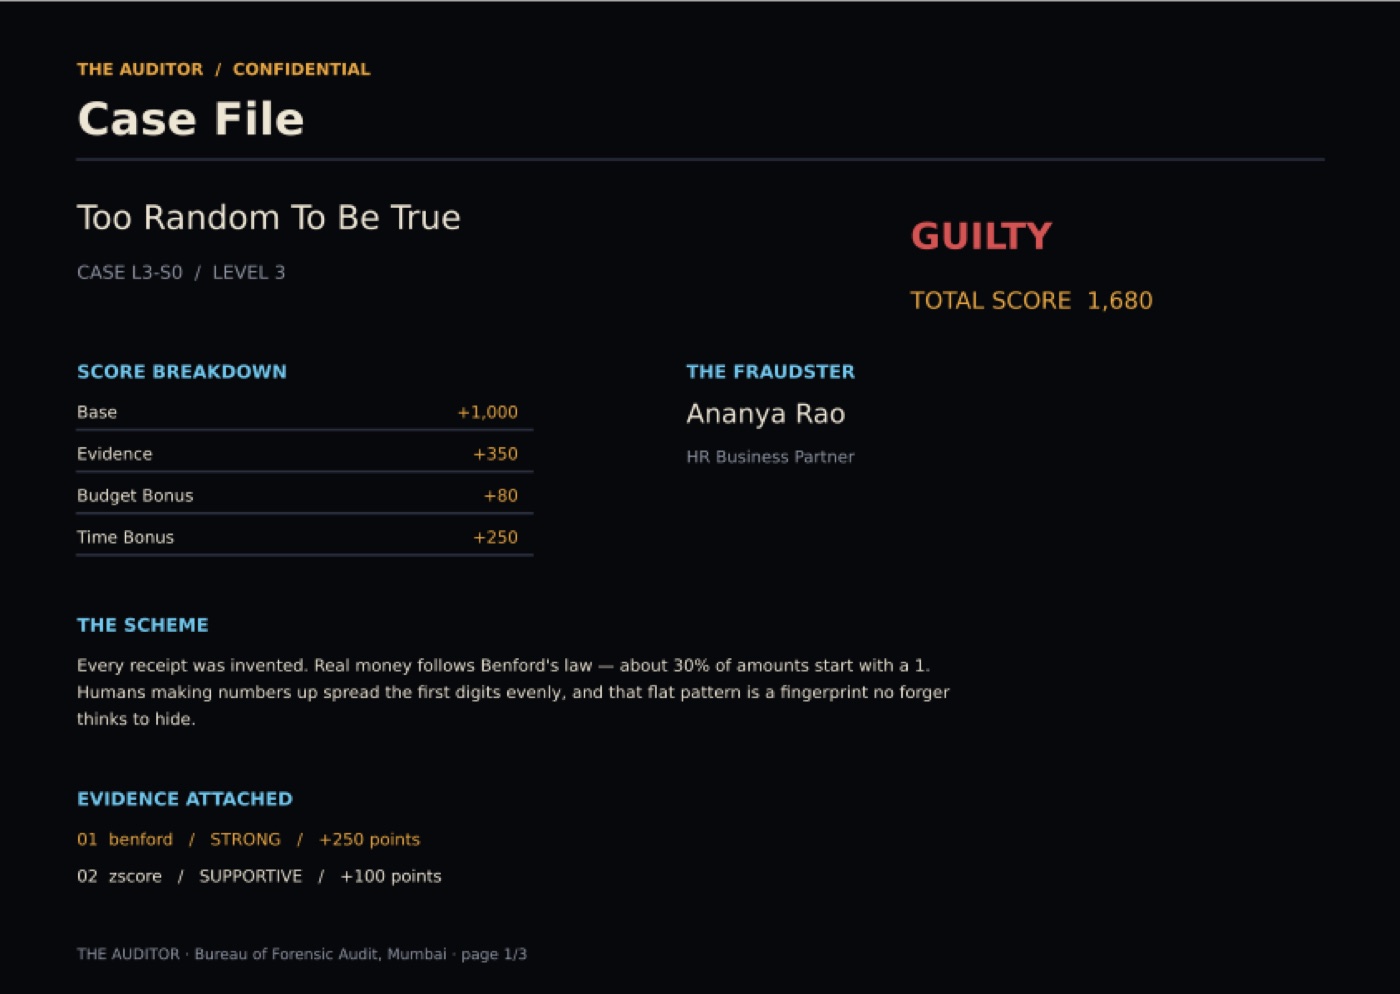 THE AUDITOR / CONFIDENTIAL
Case File
Too Random To Be True
CASE L3-S0 / LEVEL 3
GUILTY
TOTAL SCORE 1,680
SCORE BREAKDOWN
Base +1,000
Evidence +350
Budget Bonus +80
Time Bonus +250
THE FRAUDSTER
Ananya Rao
HR Business Partner
THE SCHEME
Every receipt was invented. Real money follows Benford's law — about 30% of amounts start with a 1.
Humans making numbers up spread the first digits evenly, and that flat pattern is a fingerprint no forger
thinks to hide.
EVIDENCE ATTACHED
01 benford / STRONG / +250 points
02 zscore / SUPPORTIVE / +100 points
THE AUDITOR · Bureau of Forensic Audit, Mumbai · page 1/3